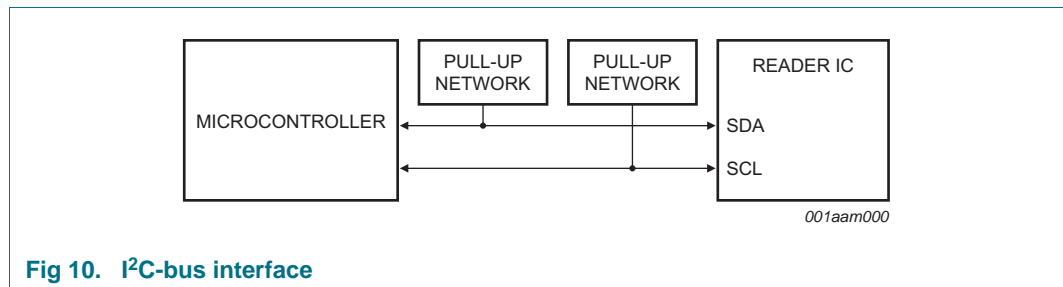 PULL-UP
NETWORK
PULL-UP
NETWORK
READER IC
MICROCONTROLLER
SDA
SCL
001aam000
Fig 10. I²C-bus interface